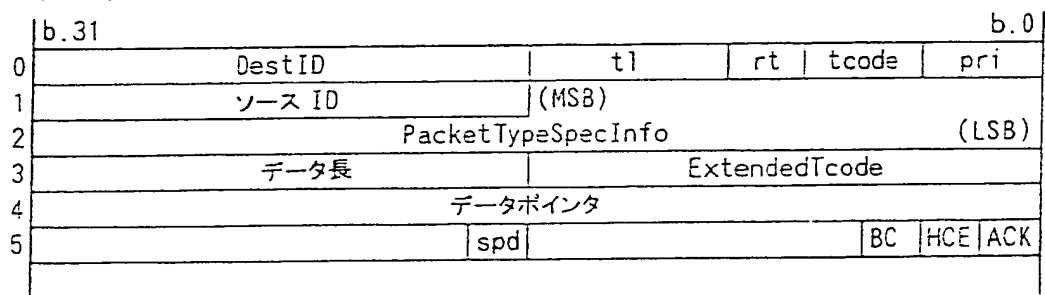 b.31 b.0
0 DestID tl rt tcode pri
1 ソース ID (MSB)
2 PacketTypeSpecInfo (LSB)
3 データ長 ExtendedTcode
4 データポインタ
5 spd BC HCE ACK